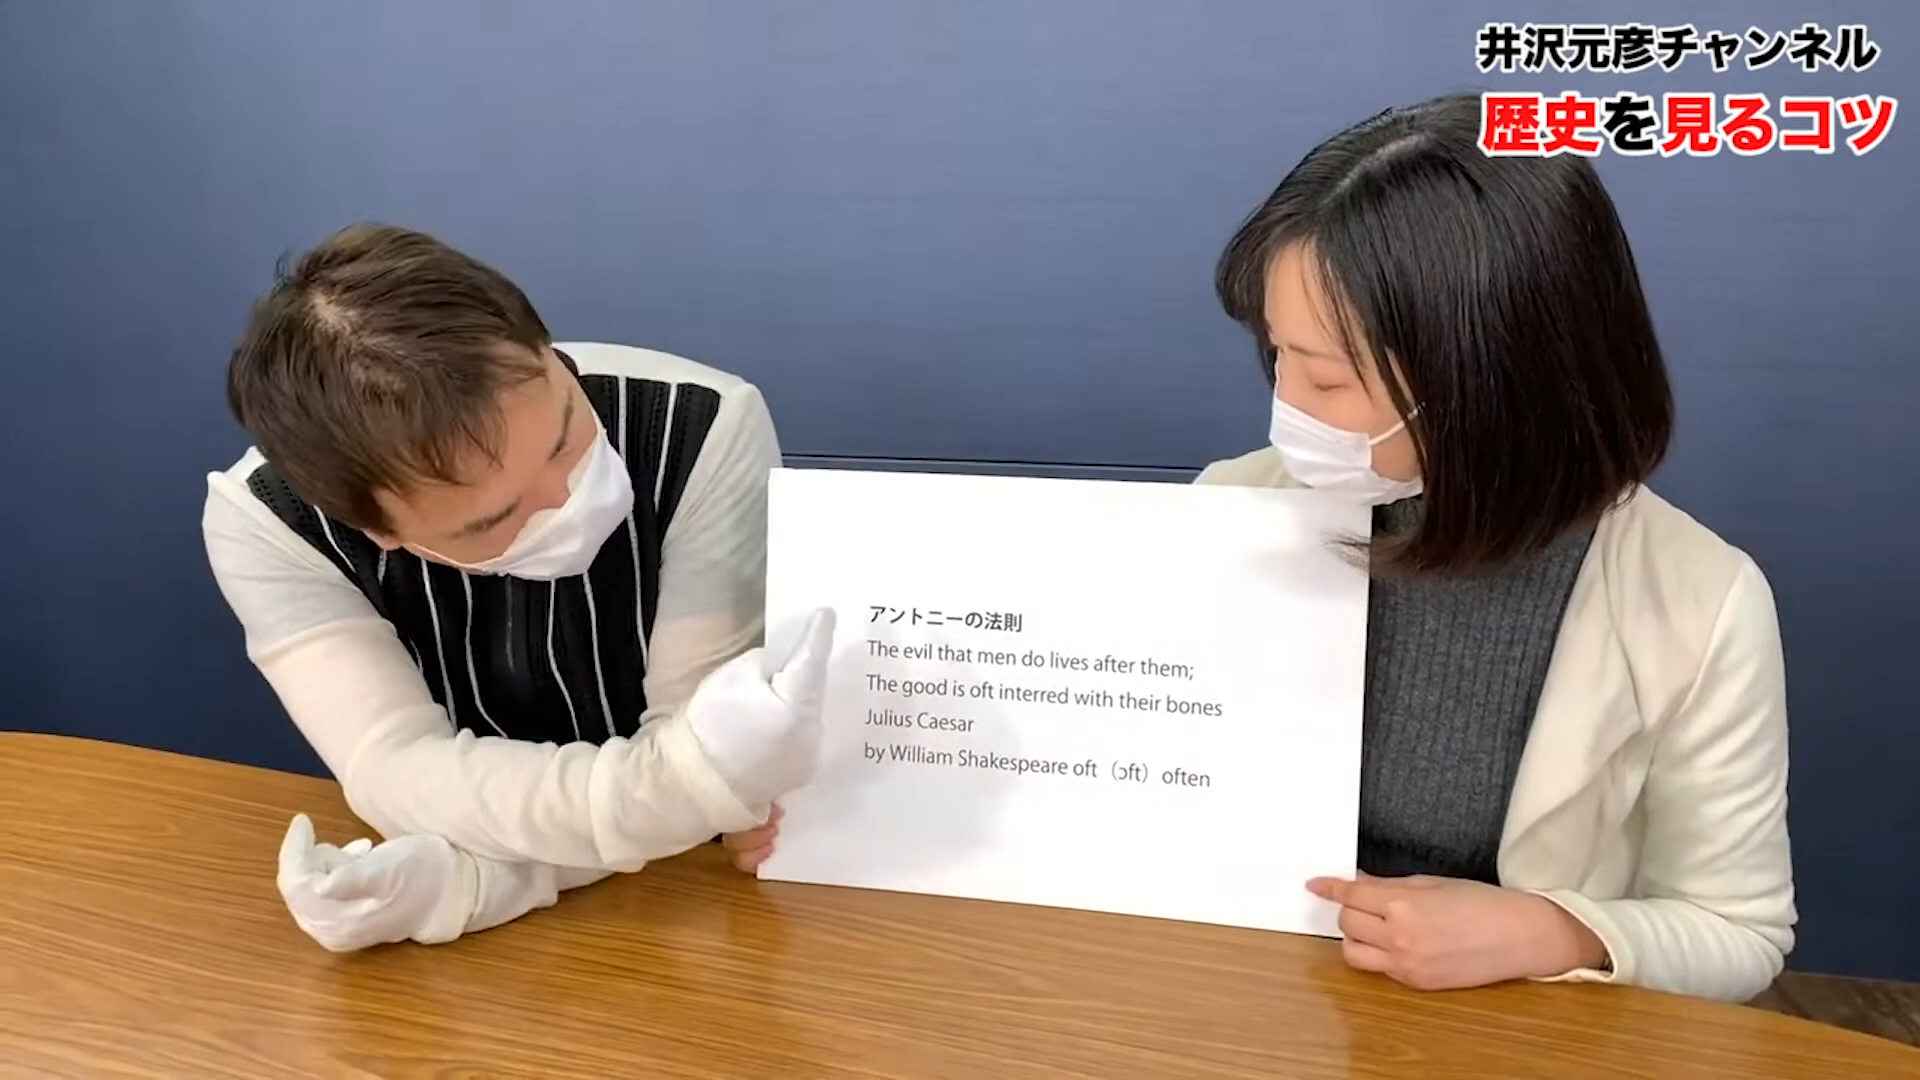 井沢元彦チャンネル
歴史を見るコツ
アントニーの法則
The evil that men do lives after them;
The good is oft interred with their bones
Julius Caesar
by William Shakespeare oft（ɔft）often